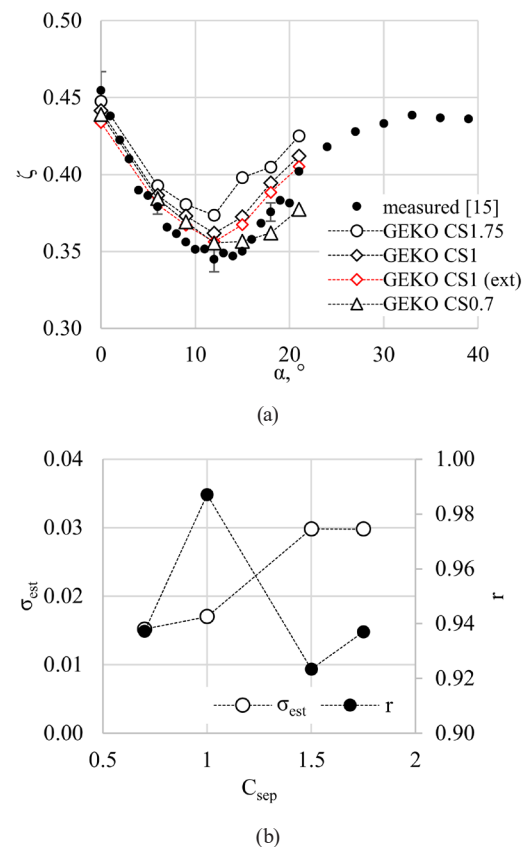 0.50
0.45
0.40
0.35
0.30
ζ
0
10
20
30
40
α, °
measured [15]
GEKO CS1.75
GEKO CS1
GEKO CS1 (ext)
GEKO CS0.7
(a)
0.04
0.03
0.02
0.01
0.00
σest
1.00
0.98
0.96
0.94
0.92
0.90
r
σest
r
0.5
1
1.5
2
Csep
(b)